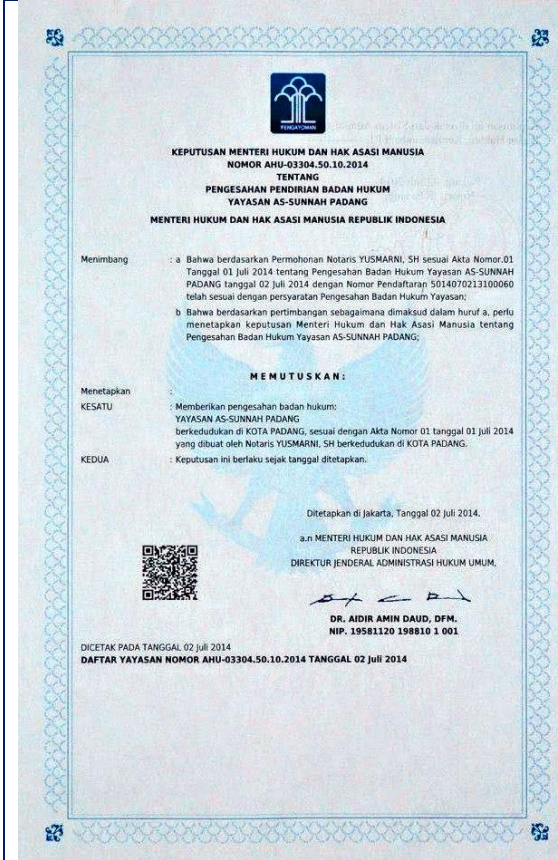 PENGAYOMAN
KEPUTUSAN MENTERI HUKUM DAN HAK ASASI MANUSIA
NOMOR AHU-03304.50.10.2014
TENTANG
PENGESAHAN PENDIRIAN BADAN HUKUM
YAYASAN AS-SUNNAH PADANG
MENTERI HUKUM DAN HAK ASASI MANUSIA REPUBLIK INDONESIA
Menimbang : a Bahwa berdasarkan Permohonan Notaris YUSMARNI, SH sesuai Akta Nomor.01
Tanggal 01 Juli 2014 tentang Pengesahan Badan Hukum Yayasan AS-SUNNAH
PADANG tanggal 02 Juli 2014 dengan Nomor Pendaftaran 5014070213100060
telah sesuai dengan persyaratan Pengesahan Badan Hukum Yayasan;
b Bahwa berdasarkan pertimbangan sebagaimana dimaksud dalam huruf a, perlu
menetapkan keputusan Menteri Hukum dan Hak Asasi Manusia tentang
Pengesahan Badan Hukum Yayasan AS-SUNNAH PADANG;
M E M U T U S K A N :
Menetapkan :
KESATU : Memberikan pengesahan badan hukum:
YAYASAN AS-SUNNAH PADANG
berkedudukan di KOTA PADANG, sesuai dengan Akta Nomor 01 tanggal 01 Juli 2014
yang dibuat oleh Notaris YUSMARNI, SH berkedudukan di KOTA PADANG.
KEDUA : Keputusan ini berlaku sejak tanggal ditetapkan.
Ditetapkan di Jakarta, Tanggal 02 Juli 2014.
a.n MENTERI HUKUM DAN HAK ASASI MANUSIA
REPUBLIK INDONESIA
DIREKTUR JENDERAL ADMINISTRASI HUKUM UMUM,
DR. AIDIR AMIN DAUD, DFM.
NIP. 19581120 198810 1 001
DICETAK PADA TANGGAL 02 Juli 2014
DAFTAR YAYASAN NOMOR AHU-03304.50.10.2014 TANGGAL 02 Juli 2014